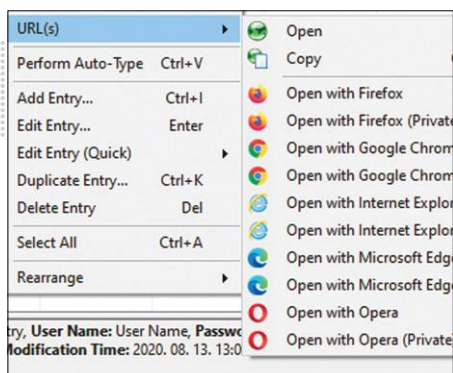 URL(s)
Perform Auto-Type Ctrl+V
Add Entry... Ctrl+I
Edit Entry... Enter
Edit Entry (Quick)
Duplicate Entry... Ctrl+K
Delete Entry Del
Select All Ctrl+A
Rearrange
Open
Copy
Open with Firefox
Open with Firefox (Private
Open with Google Chrom
Open with Google Chrom
Open with Internet Explor
Open with Internet Explor
Open with Microsoft Edge
Open with Microsoft Edge
Open with Opera
Open with Opera (Private)
try, User Name: User Name, Passwo
Modification Time: 2020. 08. 13. 13:0